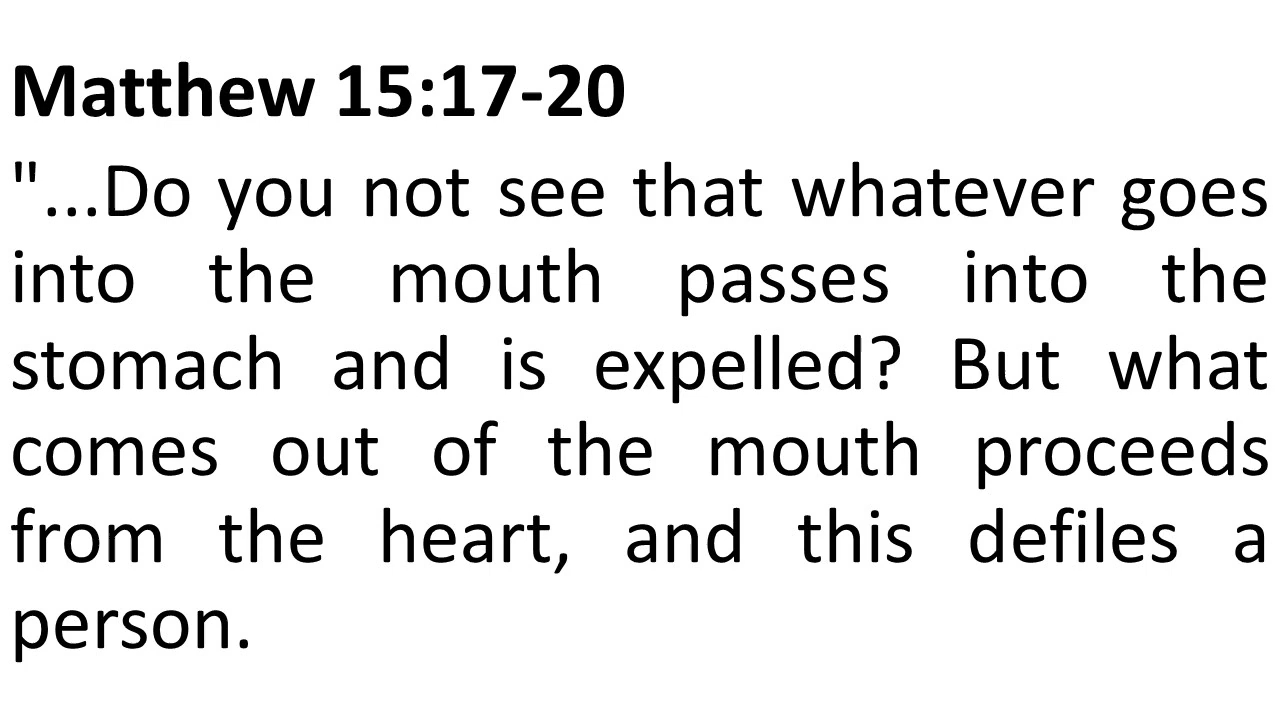 Matthew 15:17-20
"...Do you not see that whatever goes
into the mouth passes into the
stomach and is expelled? But what
comes out of the mouth proceeds
from the heart, and this defiles a
person.